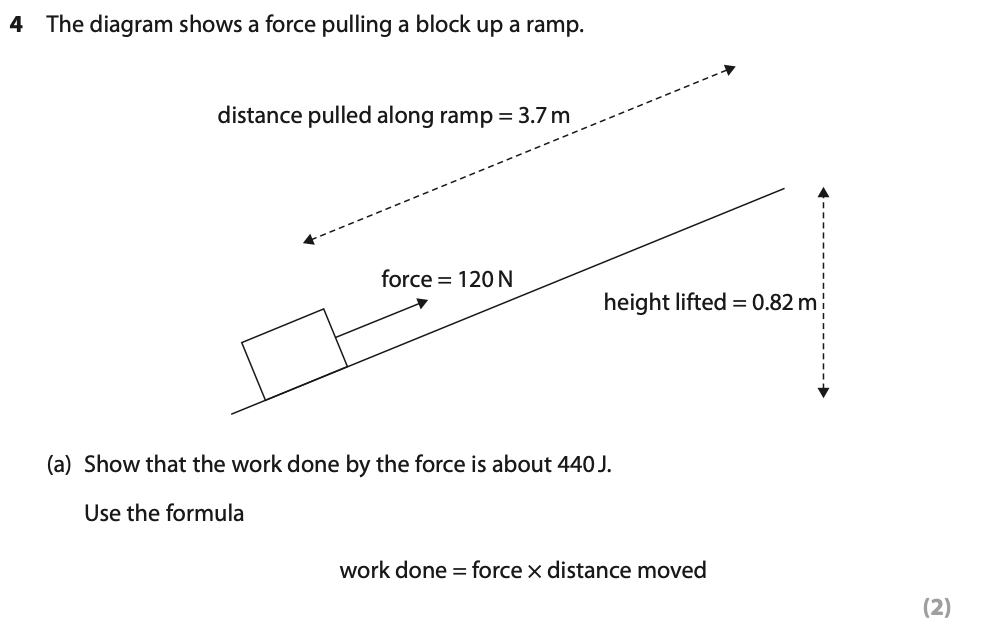 4 The diagram shows a force pulling a block up a ramp.
distance pulled along ramp = 3.7 m
force = 120 N
height lifted = 0.82 m
(a) Show that the work done by the force is about 440 J.
Use the formula
work done = force × distance moved
(2)